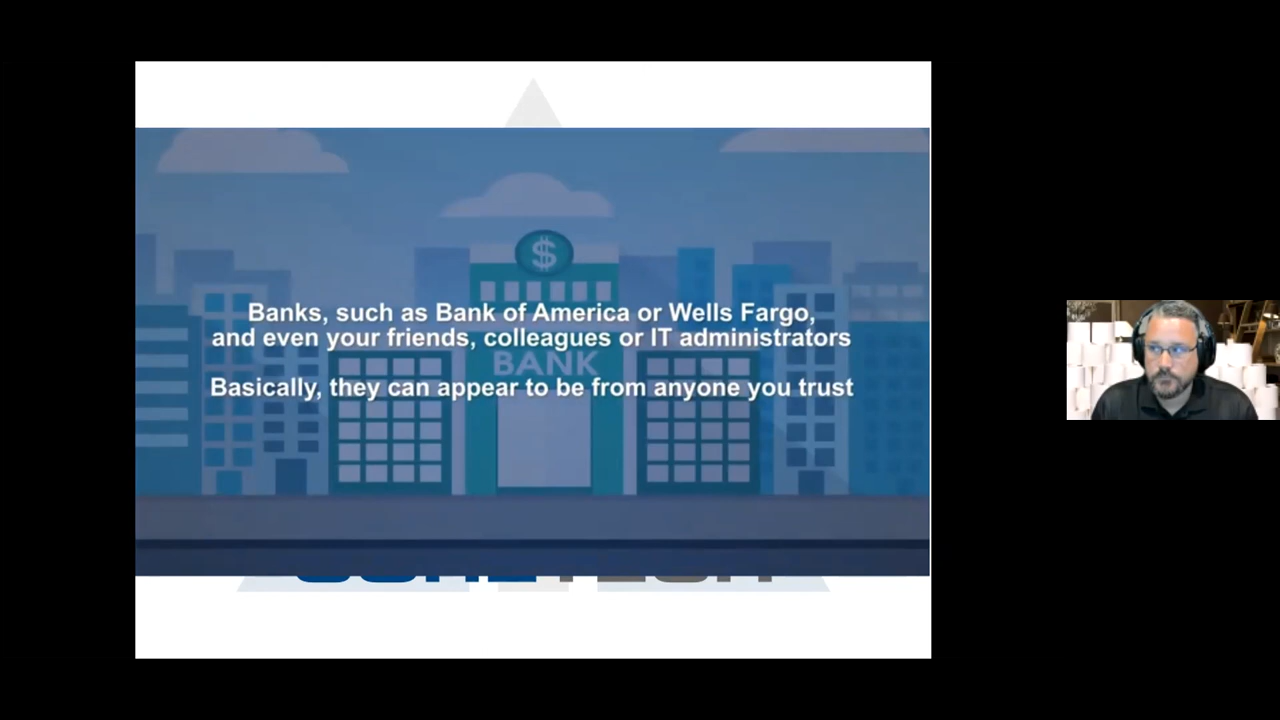 $
Banks, such as Bank of America or Wells Fargo,
and even your friends, colleagues or IT administrators
BANK
Basically, they can appear to be from anyone you trust